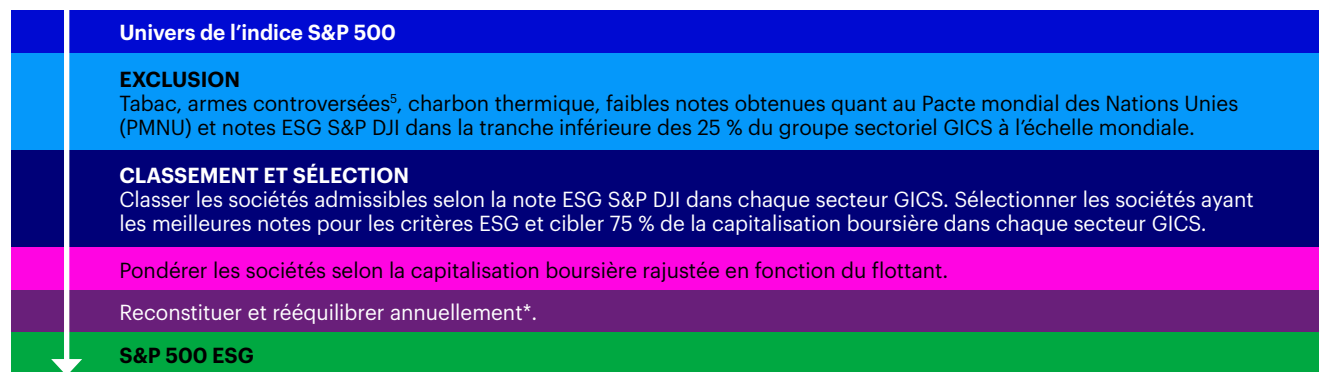 Univers de l’indice S&P 500
EXCLUSION
Tabac, armes controversées⁵, charbon thermique, faibles notes obtenues quant au Pacte mondial des Nations Unies
(PMNU) et notes ESG S&P DJI dans la tranche inférieure des 25 % du groupe sectoriel GICS à l’échelle mondiale.
CLASSEMENT ET SÉLECTION
Classer les sociétés admissibles selon la note ESG S&P DJI dans chaque secteur GICS. Sélectionner les sociétés ayant
les meilleures notes pour les critères ESG et cibler 75 % de la capitalisation boursière dans chaque secteur GICS.
Pondérer les sociétés selon la capitalisation boursière rajustée en fonction du flottant.
Reconstituer et rééquilibrer annuellement*.
S&P 500 ESG